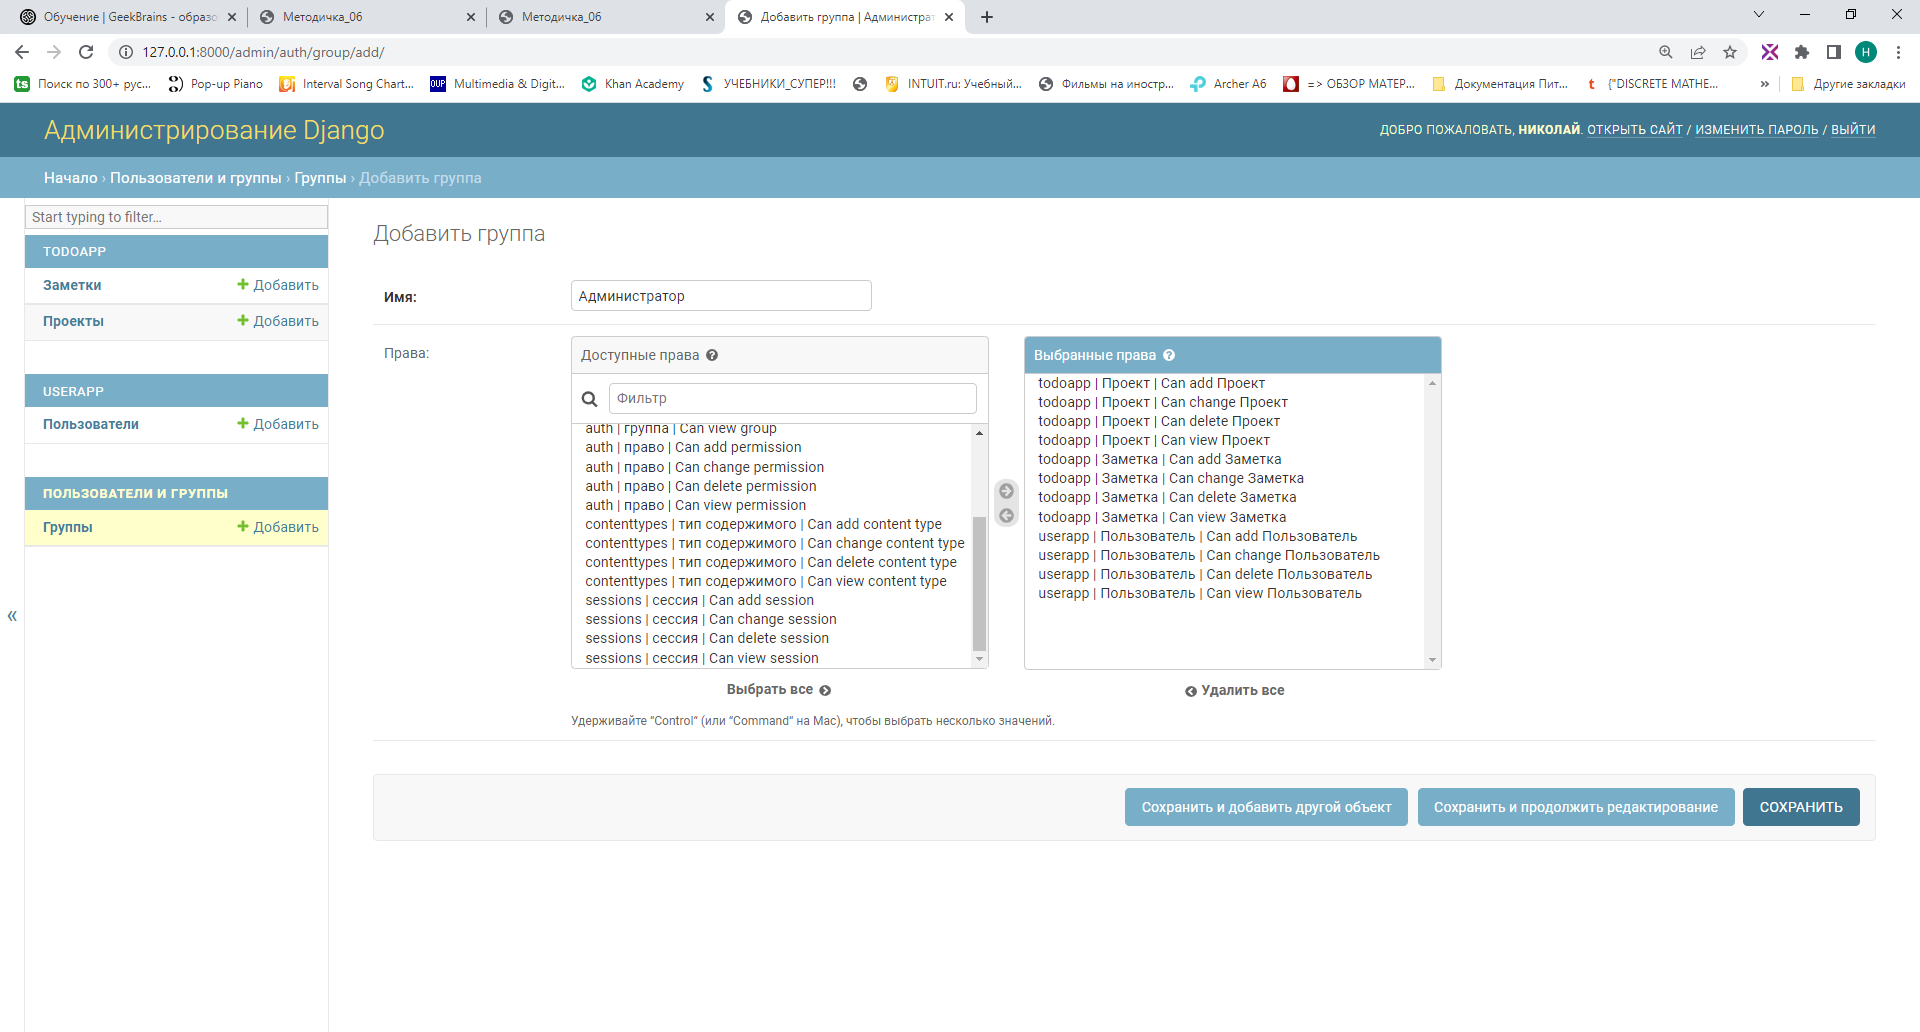 Обучение | GeekBrains - образо
Методичка_06
Методичка_06
Добавить группа | Администрат
127.0.0.1:8000/admin/auth/group/add/
H
ts Поиск по 300+ рус...
Pop-up Piano
Interval Song Chart...
OUP Multimedia & Digit...
Khan Academy
S УЧЕБНИКИ_СУПЕР!!!
INTUIT.ru: Учебный...
Фильмы на иностр...
Archer A6
=> ОБЗОР МАТЕР...
Документация Пит...
t {"DISCRETE MATHE...
»
Другие закладки
Администрирование Django
ДОБРО ПОЖАЛОВАТЬ, НИКОЛАЙ. ОТКРЫТЬ САЙТ / ИЗМЕНИТЬ ПАРОЛЬ / ВЫЙТИ
Начало › Пользователи и группы › Группы › Добавить группа
Start typing to filter...
TODOAPP
Заметки
Добавить
Проекты
Добавить
USERAPP
Пользователи
Добавить
ПОЛЬЗОВАТЕЛИ И ГРУППЫ
Группы
Добавить
«
Добавить группа
Имя:
Администратор
Права:
Доступные права
Фильтр
auth | группа | Can view group
auth | право | Can add permission
auth | право | Can change permission
auth | право | Can delete permission
auth | право | Can view permission
contenttypes | тип содержимого | Can add content type
contenttypes | тип содержимого | Can change content type
contenttypes | тип содержимого | Can delete content type
contenttypes | тип содержимого | Can view content type
sessions | сессия | Can add session
sessions | сессия | Can change session
sessions | сессия | Can delete session
sessions | сессия | Can view session
Выбрать все
Выбранные права
todoapp | Проект | Can add Проект
todoapp | Проект | Can change Проект
todoapp | Проект | Can delete Проект
todoapp | Проект | Can view Проект
todoapp | Заметка | Can add Заметка
todoapp | Заметка | Can change Заметка
todoapp | Заметка | Can delete Заметка
todoapp | Заметка | Can view Заметка
userapp | Пользователь | Can add Пользователь
userapp | Пользователь | Can change Пользователь
userapp | Пользователь | Can delete Пользователь
userapp | Пользователь | Can view Пользователь
Удалить все
Удерживайте “Control“ (или “Command“ на Mac), чтобы выбрать несколько значений.
Сохранить и добавить другой объект
Сохранить и продолжить редактирование
СОХРАНИТЬ